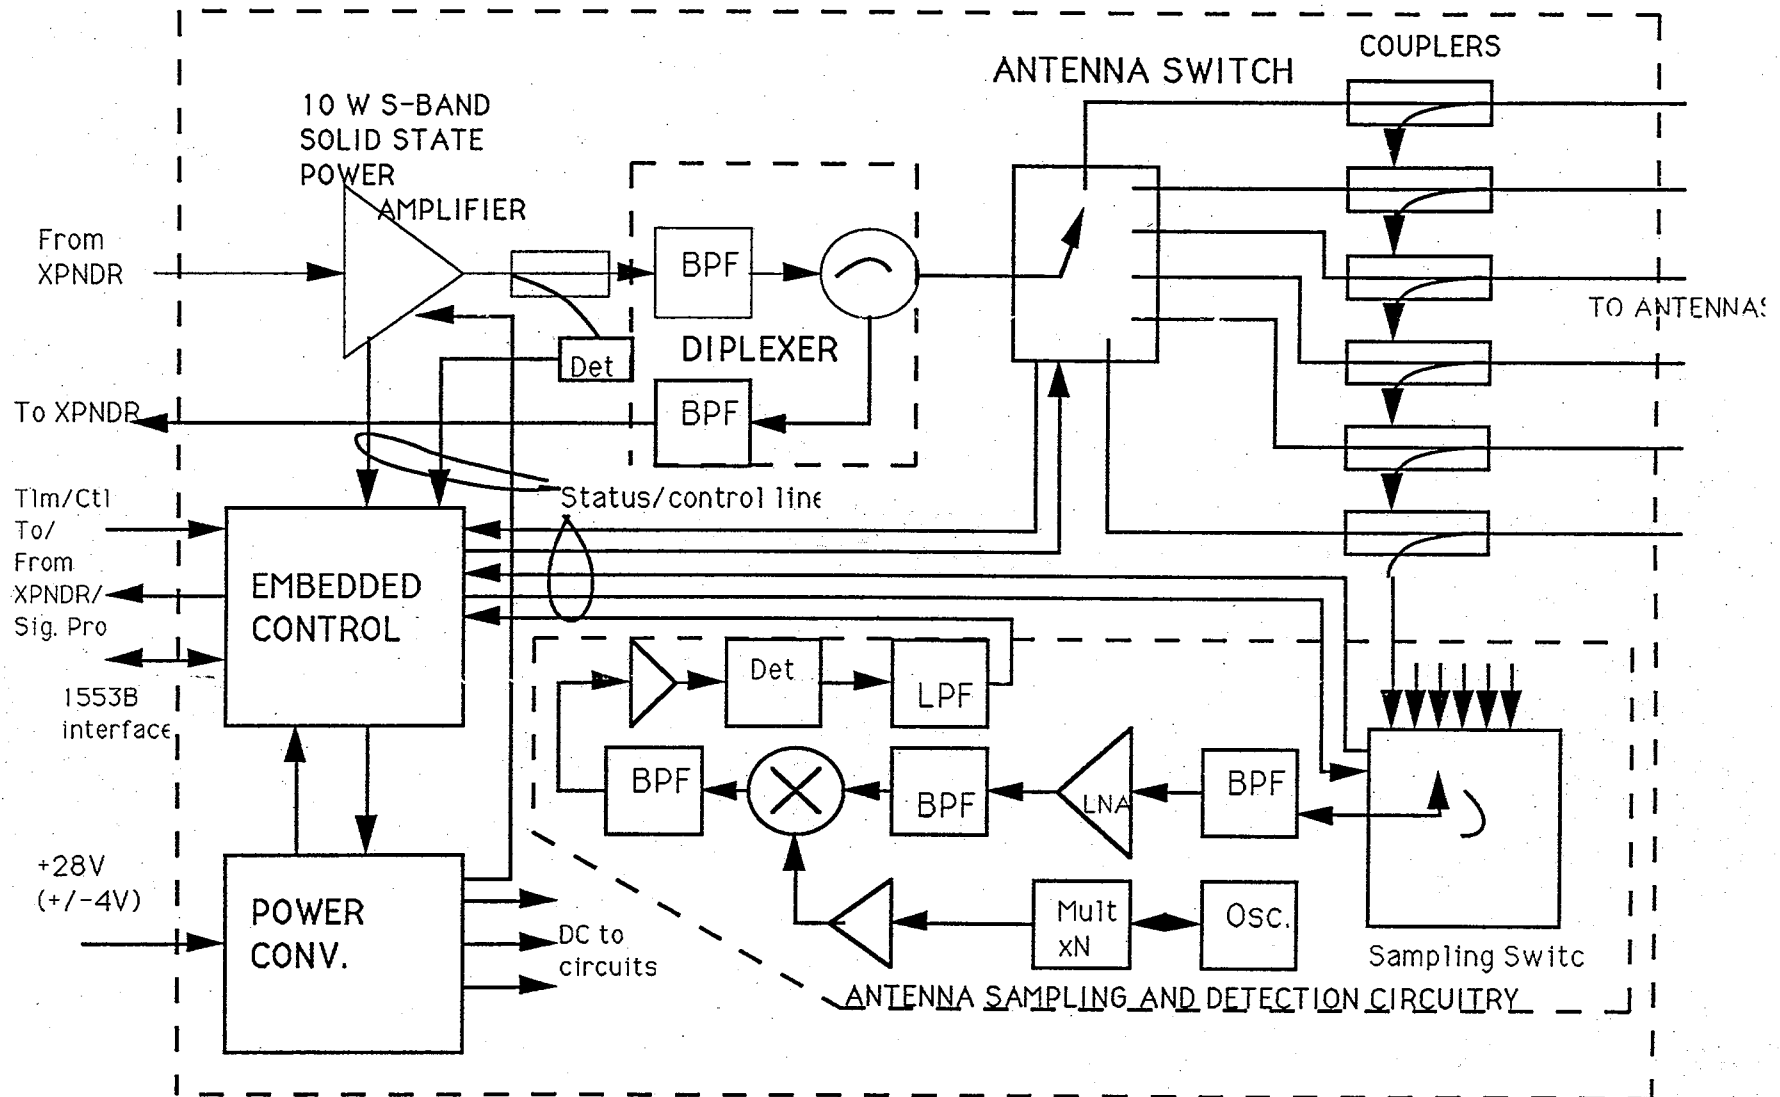 COUPLERS
ANTENNA SWITCH
10 W S-BAND
SOLID STATE
POWER
AMPLIFIER
From
XPNDR
BPF
TO ANTENNAS
DIPLEXER
Det
To XPNDR
BPF
Tlm/Ctl
To/
From
XPNDR/
Sig. Pro
Status/control line
EMBEDDED
CONTROL
1553B
interface
Det
LPF
BPF
BPF
LNA
BPF
+28V
(+/-4V)
POWER
CONV.
DC to
circuits
Mult
xN
Osc.
Sampling Switc
ANTENNA SAMPLING AND DETECTION CIRCUITRY